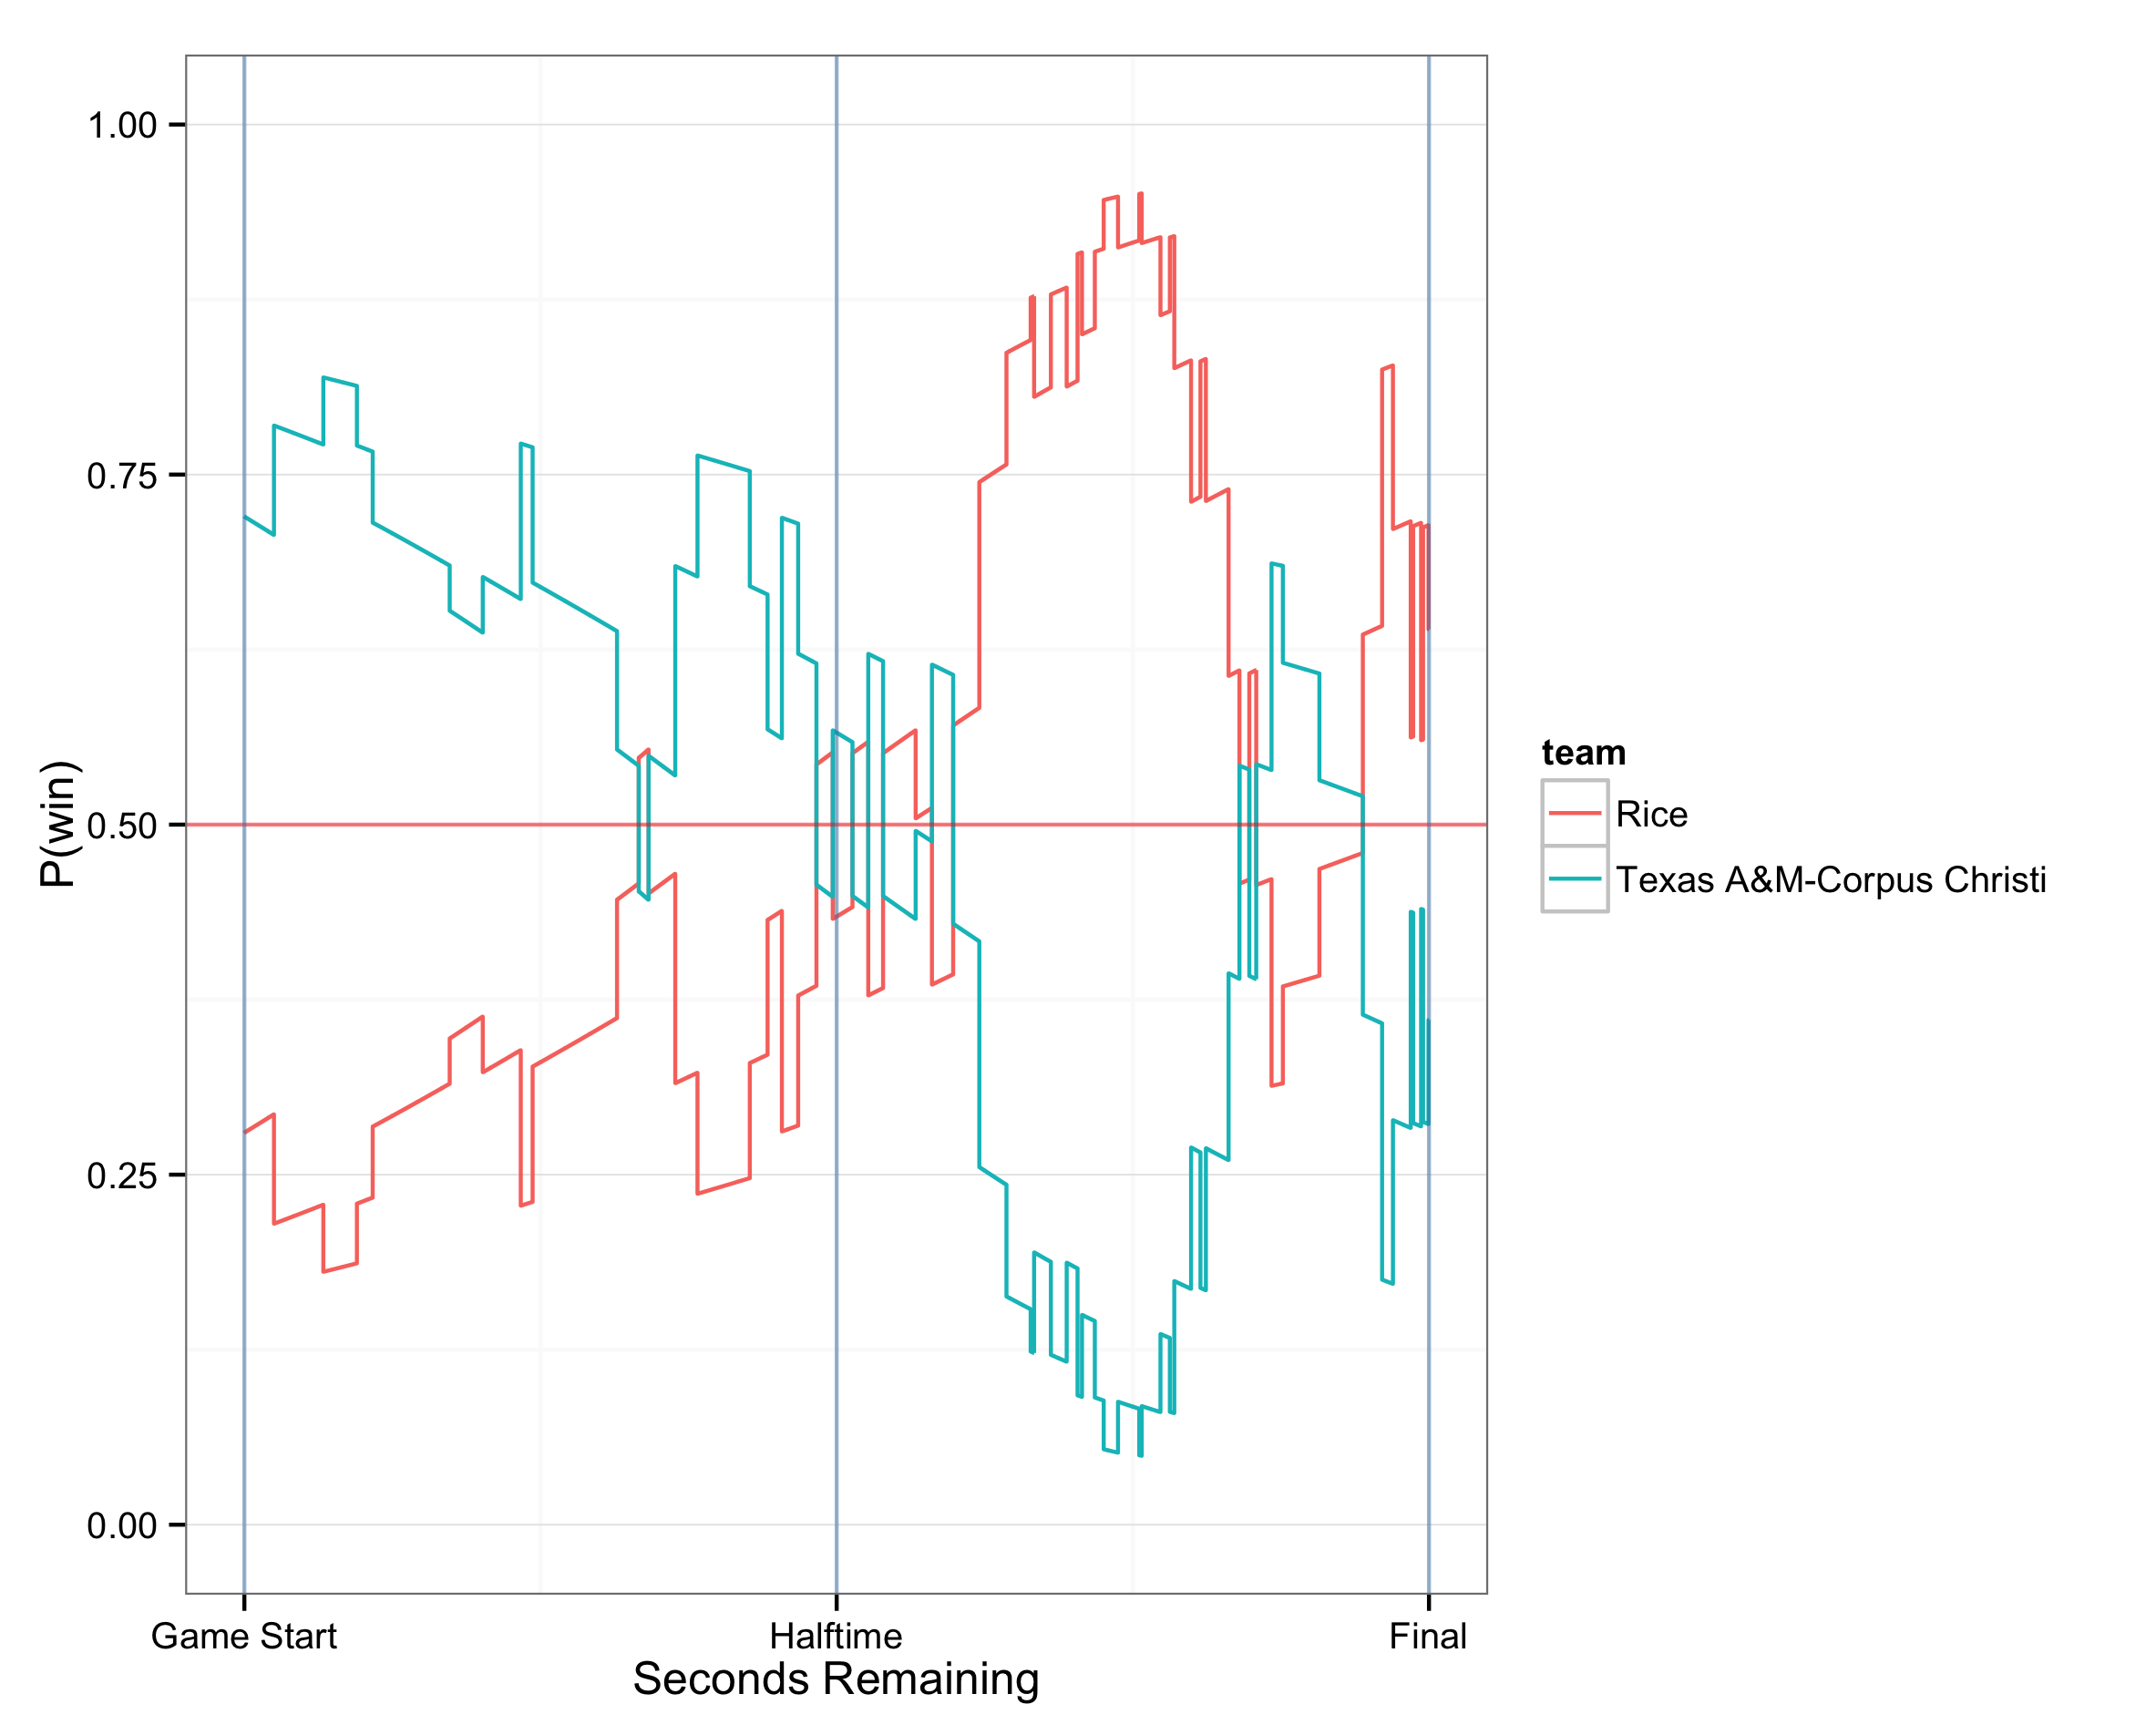 1.00
0.75
0.50
0.25
0.00
P(win)
Game Start
Halftime
Final
Seconds Remaining
team
Rice
Texas A&M-Corpus Christi